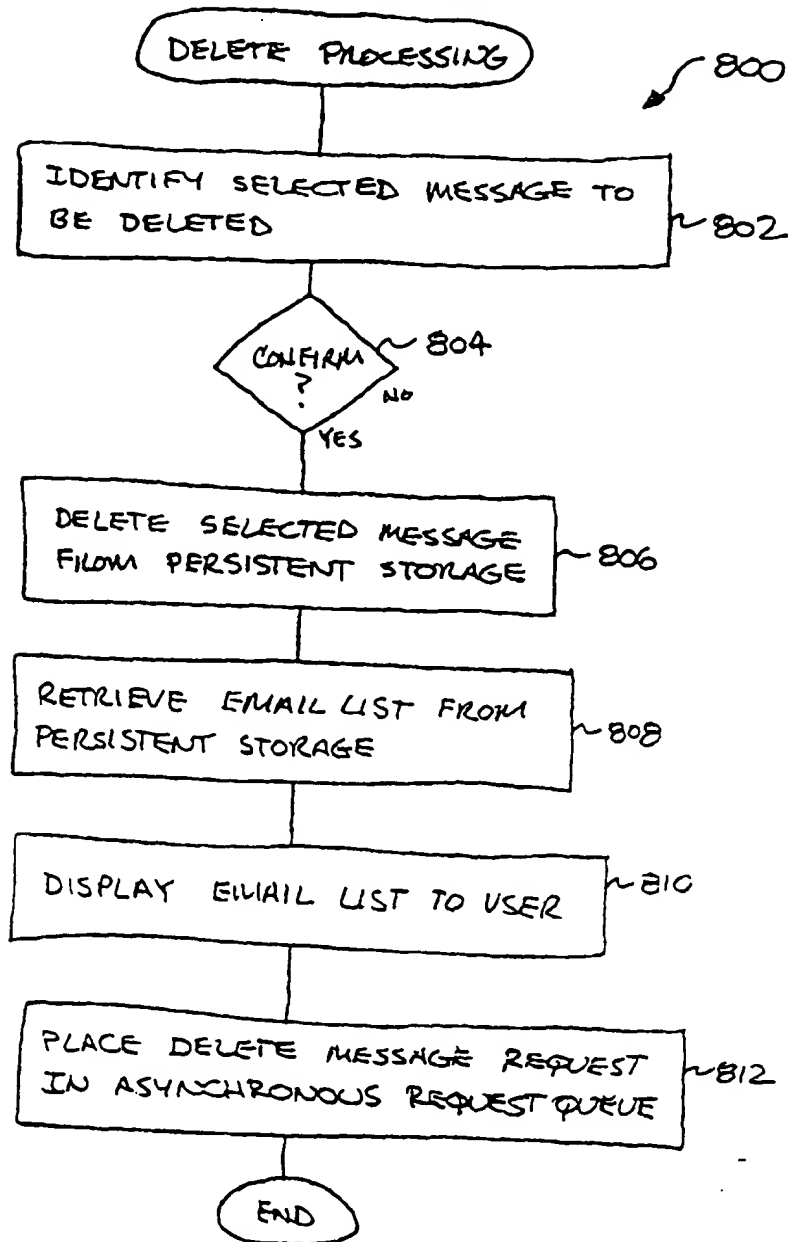 DELETE PROCESSING
800
IDENTIFY SELECTED MESSAGE TO
BE DELETED
802
CONFIRM
?
804
NO
YES
DELETE SELECTED MESSAGE
FROM PERSISTENT STORAGE
806
RETRIEVE EMAIL LIST FROM
PERSISTENT STORAGE
808
DISPLAY EMAIL LIST TO USER
810
PLACE DELETE MESSAGE REQUEST
IN ASYNCHRONOUS REQUEST QUEUE
812
END